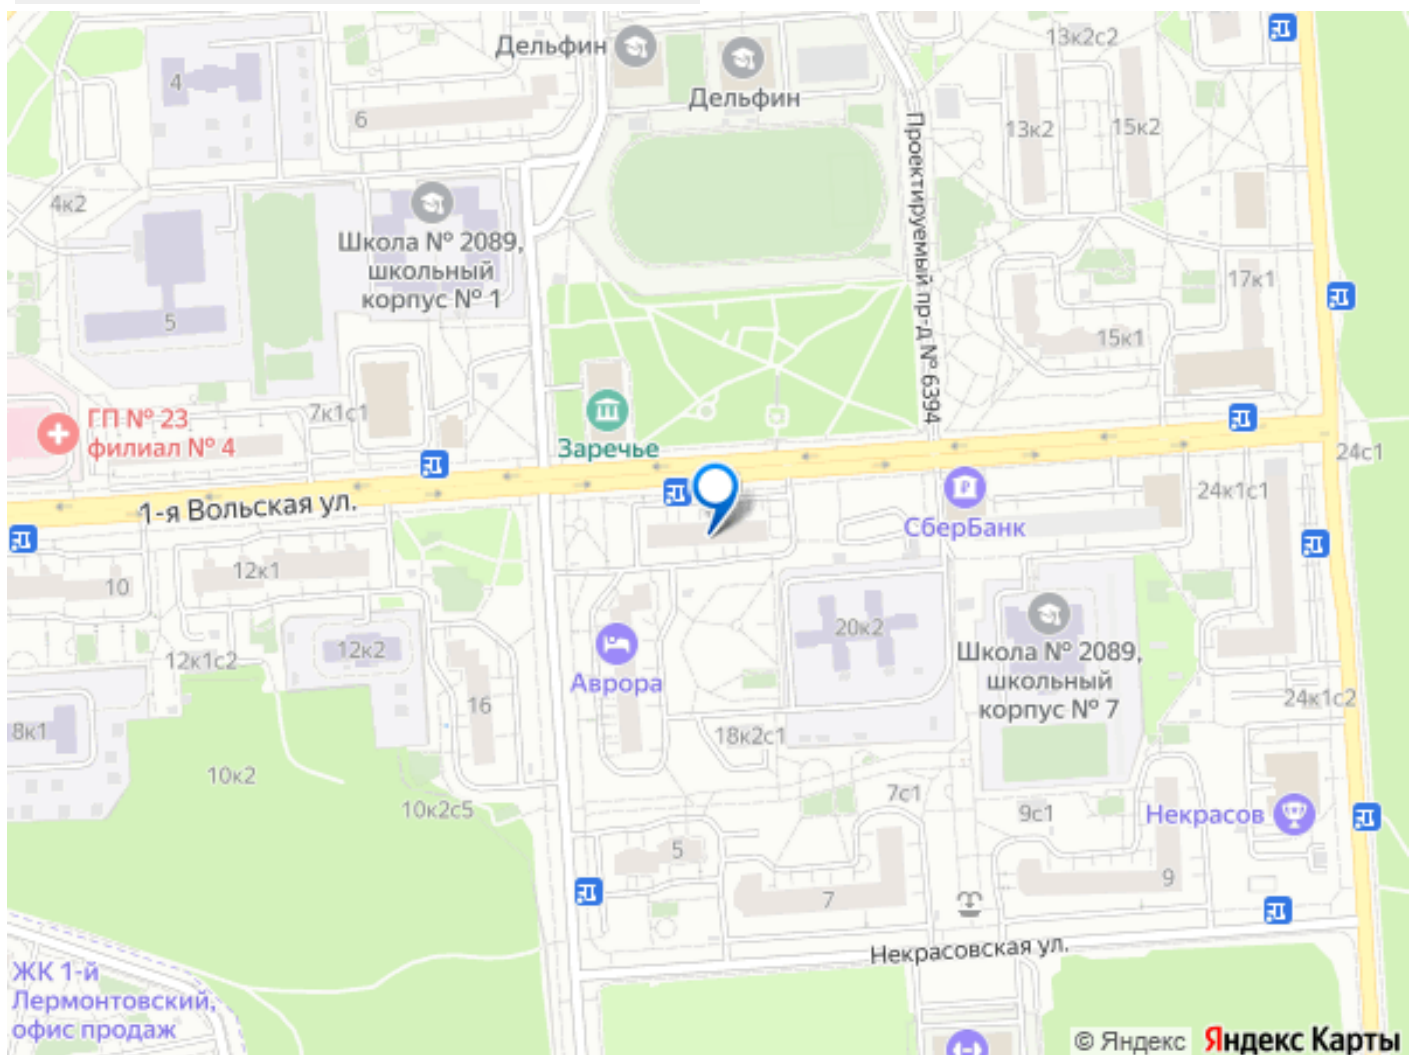 Дельфин
13к2с2
4
Дельфин
6
13к2
15к2
Проектируемый пр-д № 6394
4к2
Школа № 2089,
школьный
корпус № 1
17к1
5
15к1
7к1с1
ГП № 23
филиал № 4
Заречье
24с1
1-я Вольская ул.
24к1с1
СберБанк
12к1
10
20к2
12к2
12к1с2
Школа № 2089,
школьный
корпус № 7
Аврора
16
24к1с2
8к1
18к2с1
10к2
7с1
10к2с5
9с1
Некрасов
5
9
7
Некрасовская ул.
ЖК 1-й
Лермонтовский,
офис продаж
© Яндекс Яндекс Карты